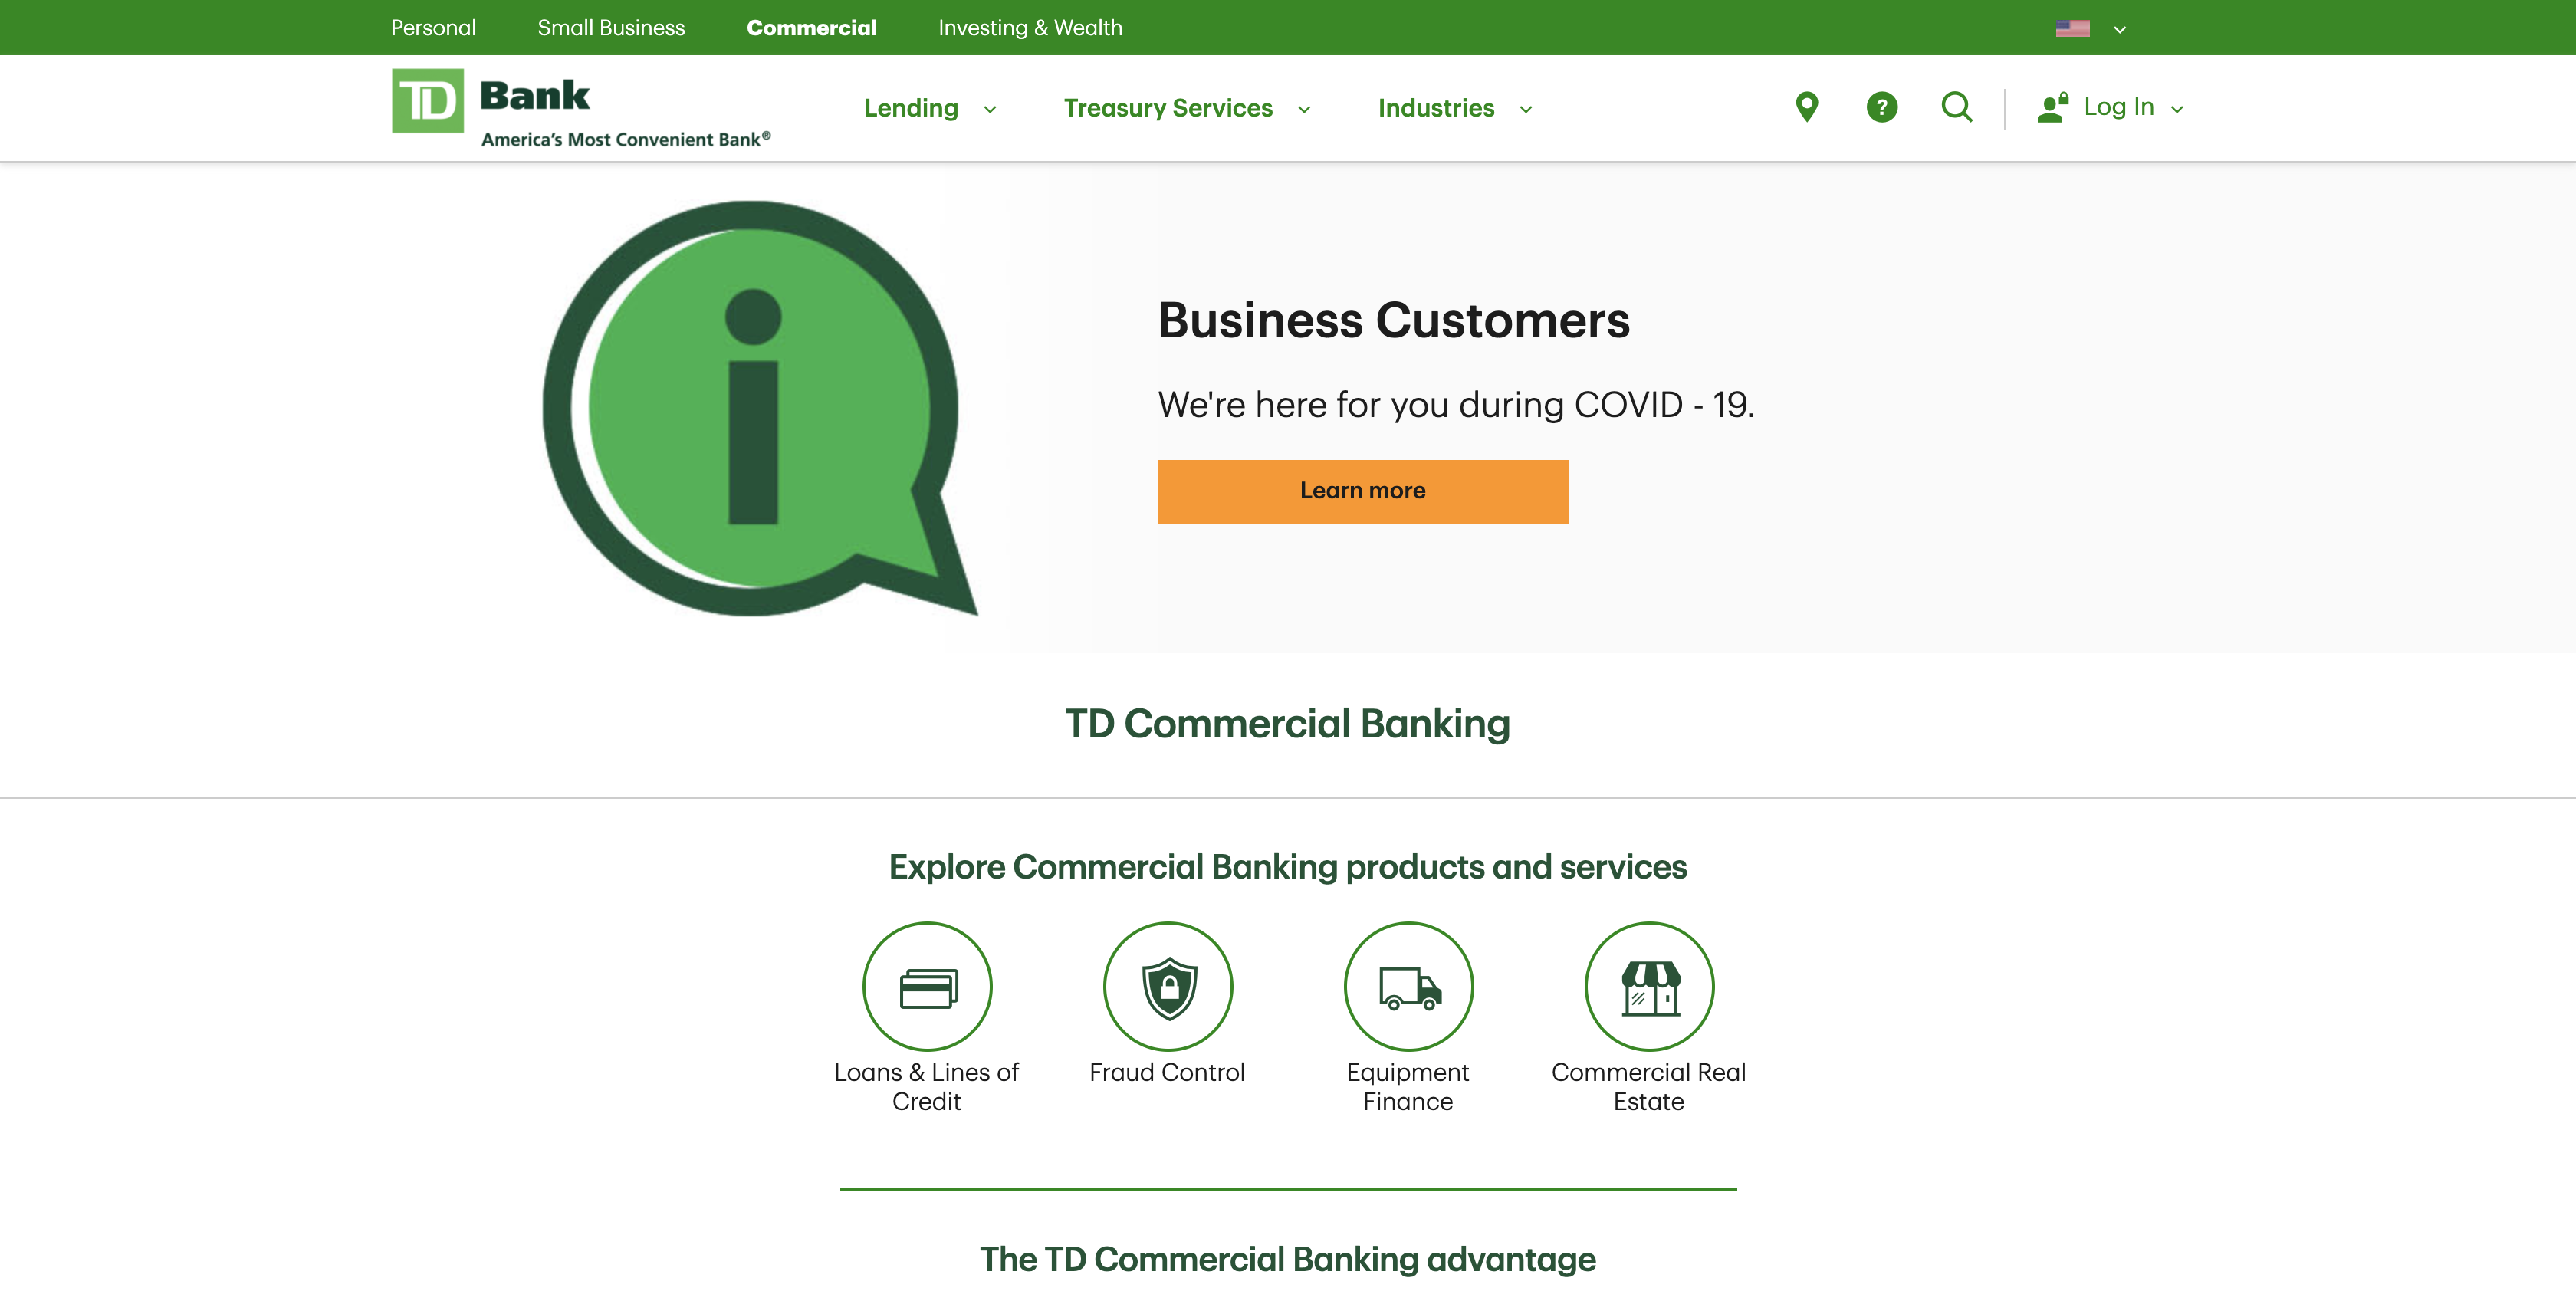 Personal
Small Business
Commercial
Investing & Wealth
TD Bank
America's Most Convenient Bank®
Lending
Treasury Services
Industries
?
Log In
i
Business Customers
We're here for you during COVID - 19.
Learn more
TD Commercial Banking
Explore Commercial Banking products and services
Loans & Lines of
Credit
Fraud Control
Equipment
Finance
Commercial Real
Estate
The TD Commercial Banking advantage